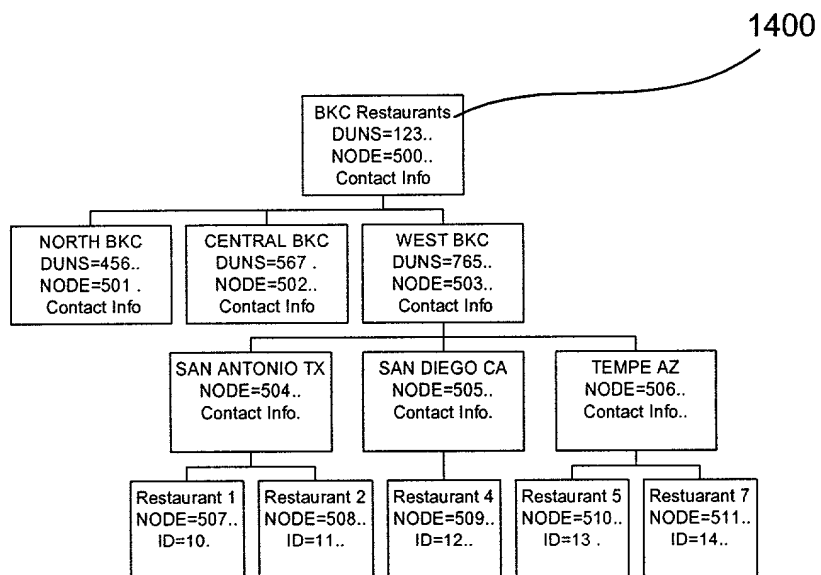 1400
BKC Restaurants
DUNS=123..
NODE=500..
Contact Info
NORTH BKC
DUNS=456..
NODE=501 .
Contact Info
CENTRAL BKC
DUNS=567 .
NODE=502..
Contact Info
WEST BKC
DUNS=765..
NODE=503..
Contact Info
SAN ANTONIO TX
NODE=504..
Contact Info.
SAN DIEGO CA
NODE=505..
Contact Info.
TEMPE AZ
NODE=506..
Contact Info..
Restaurant 1
NODE=507..
ID=10.
Restaurant 2
NODE=508..
ID=11..
Restaurant 4
NODE=509..
ID=12..
Restaurant 5
NODE=510..
ID=13 .
Restuarant 7
NODE=511..
ID=14..